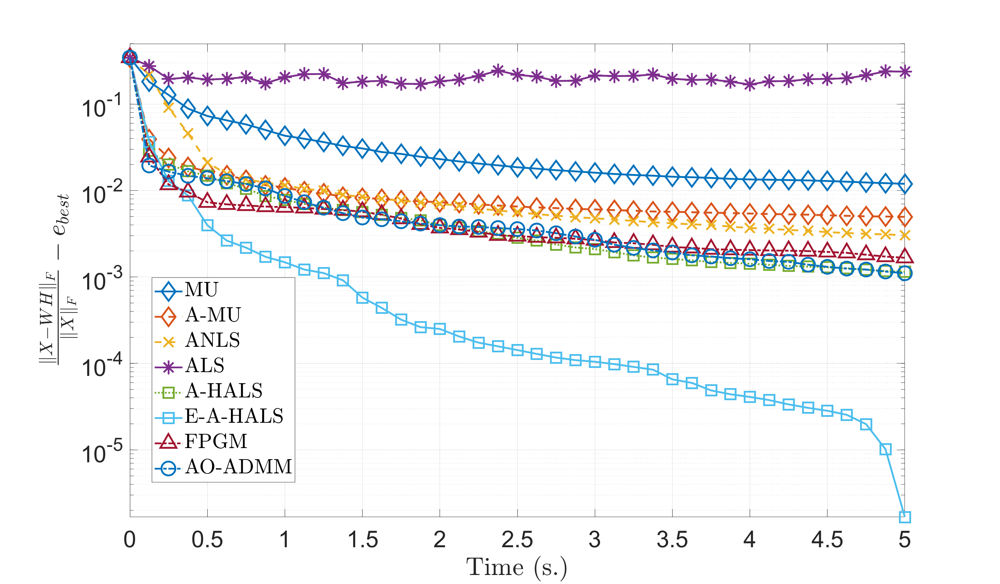 ‖X−WH‖_F / ‖X‖_F − e_best
10^-1
10^-2
10^-3
10^-4
10^-5
MU
A-MU
ANLS
ALS
A-HALS
E-A-HALS
FPGM
AO-ADMM
0 0.5 1 1.5 2 2.5 3 3.5 4 4.5 5
Time (s.)